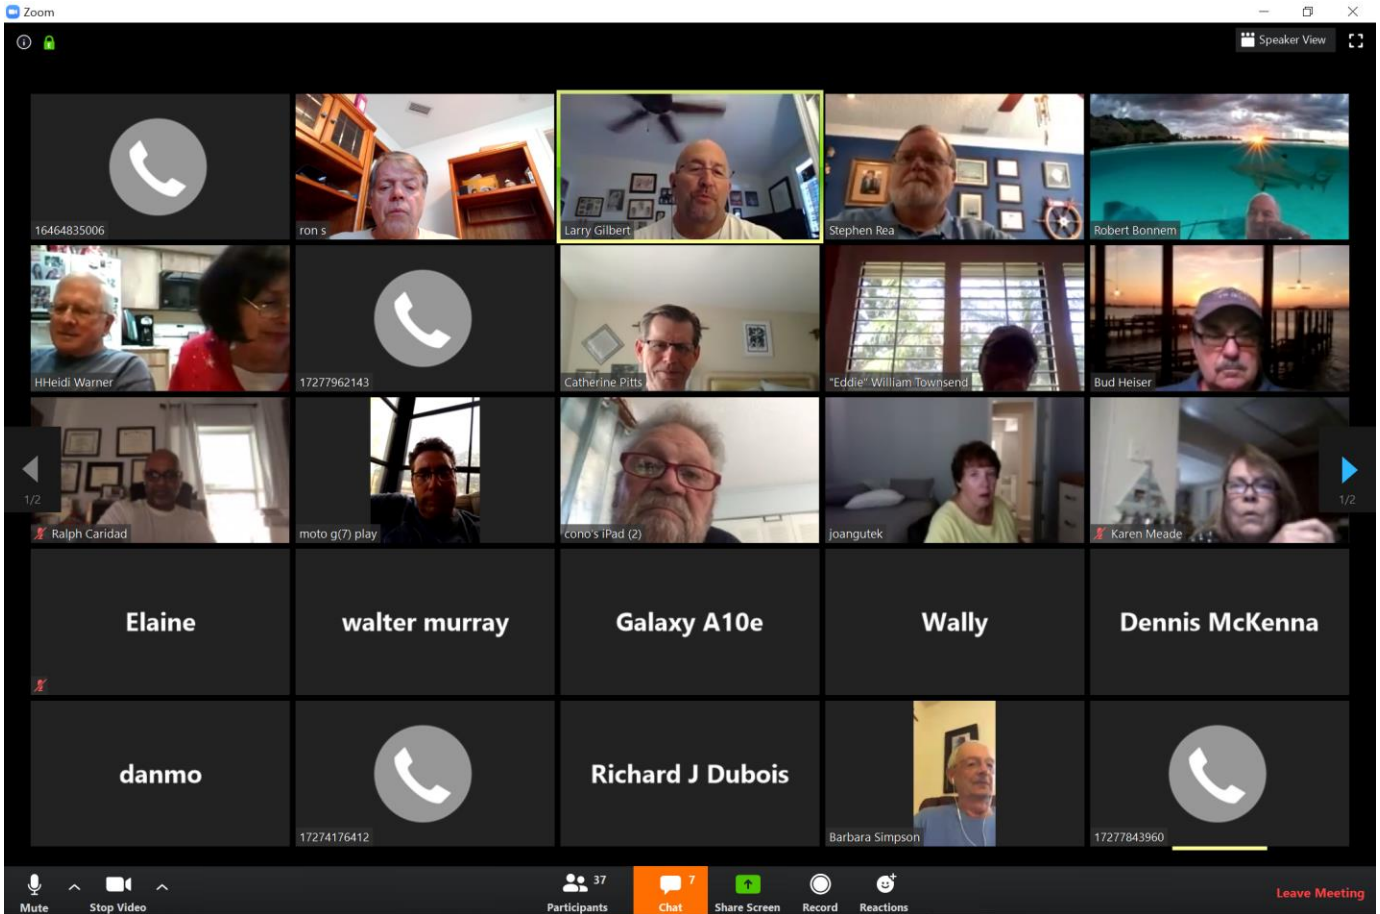 Zoom
Speaker View
16464835006
ron s
Larry Gilbert
Stephen Rea
Robert Bonnem
HHeidi Warner
17277962143
Catherine Pitts
"Eddie" William Townsend
Bud Heiser
1/2
Ralph Caridad
moto g(7) play
cono's iPad (2)
joangutek
Karen Meade
1/2
Elaine
walter murray
Galaxy A10e
Wally
Dennis McKenna
danmo
17274176412
Richard J Dubois
Barbara Simpson
17277843960
37
7
Mute
Stop Video
Participants
Chat
Share Screen
Record
Reactions
Leave Meeting